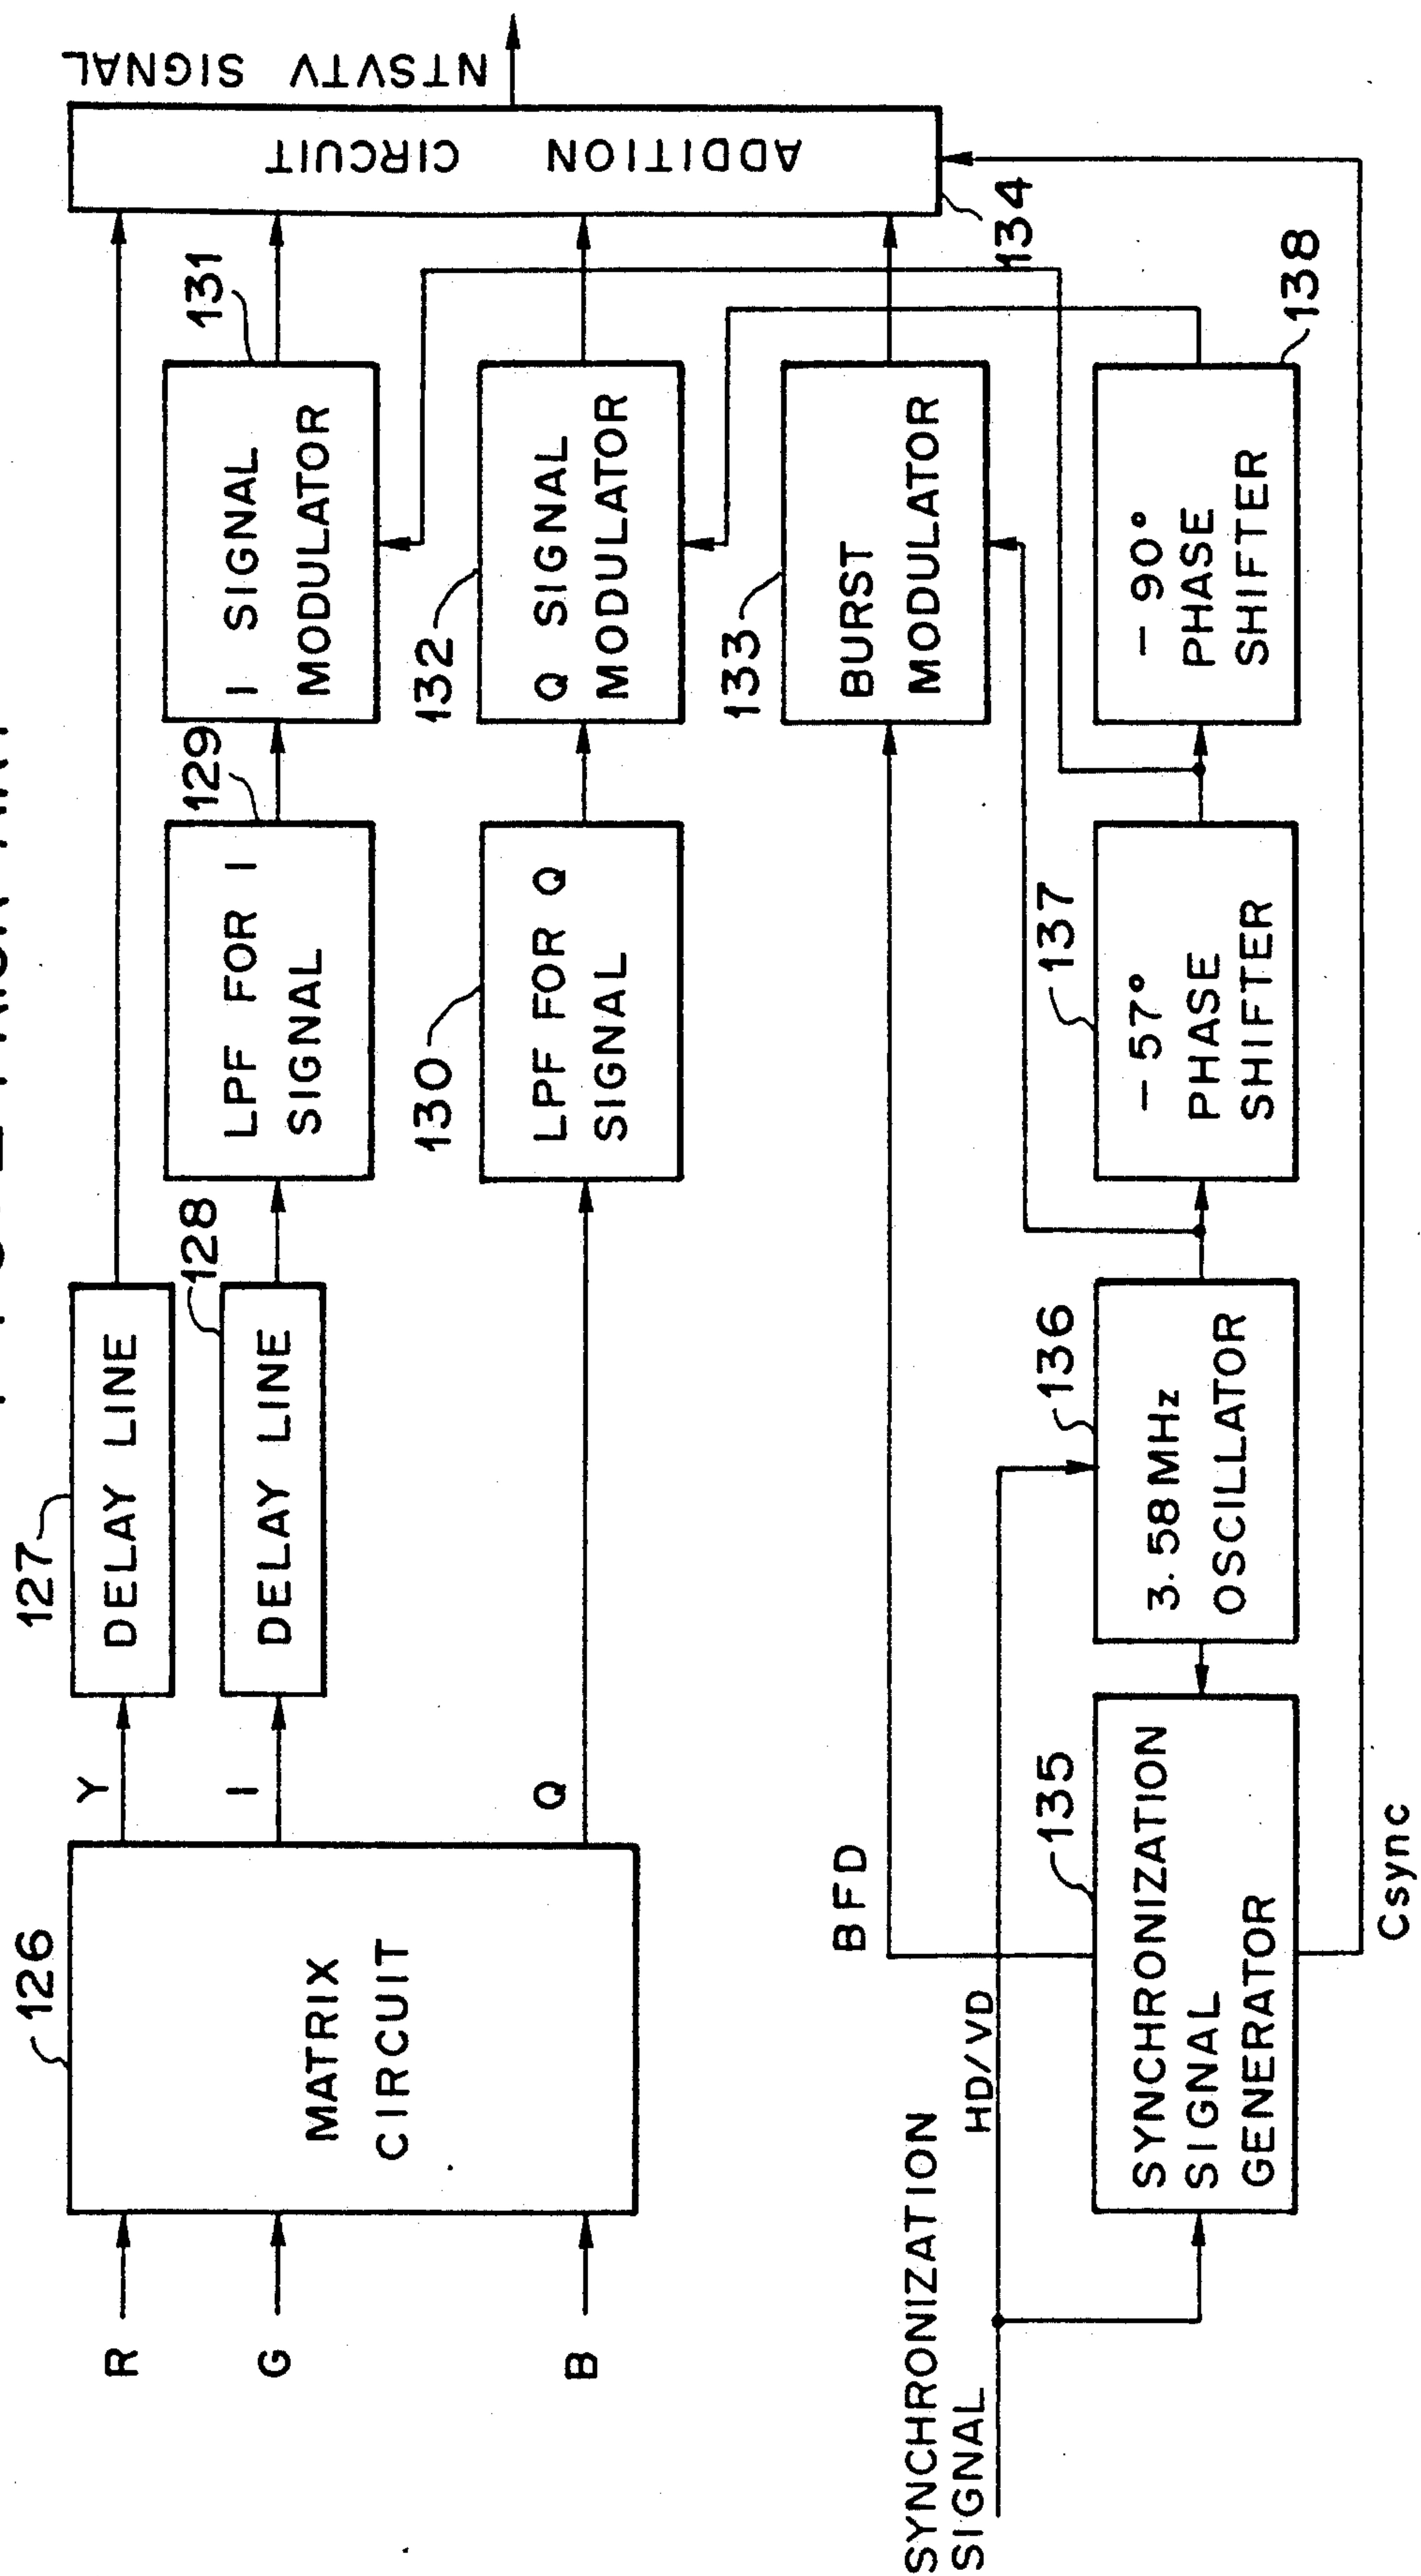 R
G
B
126
MATRIX
CIRCUIT
Y
I
Q
127
DELAY LINE
128
DELAY LINE
129
LPF FOR I
SIGNAL
130
LPF FOR Q
SIGNAL
131
I SIGNAL
MODULATOR
132
Q SIGNAL
MODULATOR
133
BURST
MODULATOR
ADDITION CIRCUIT
134
NTSVTV SIGNAL
SYNCHRONIZATION
SIGNAL
HD/VD
BFD
135
SYNCHRONIZATION
SIGNAL
GENERATOR
136
3.58MHz
OSCILLATOR
137
-57°
PHASE
SHIFTER
138
-90°
PHASE
SHIFTER
Csync